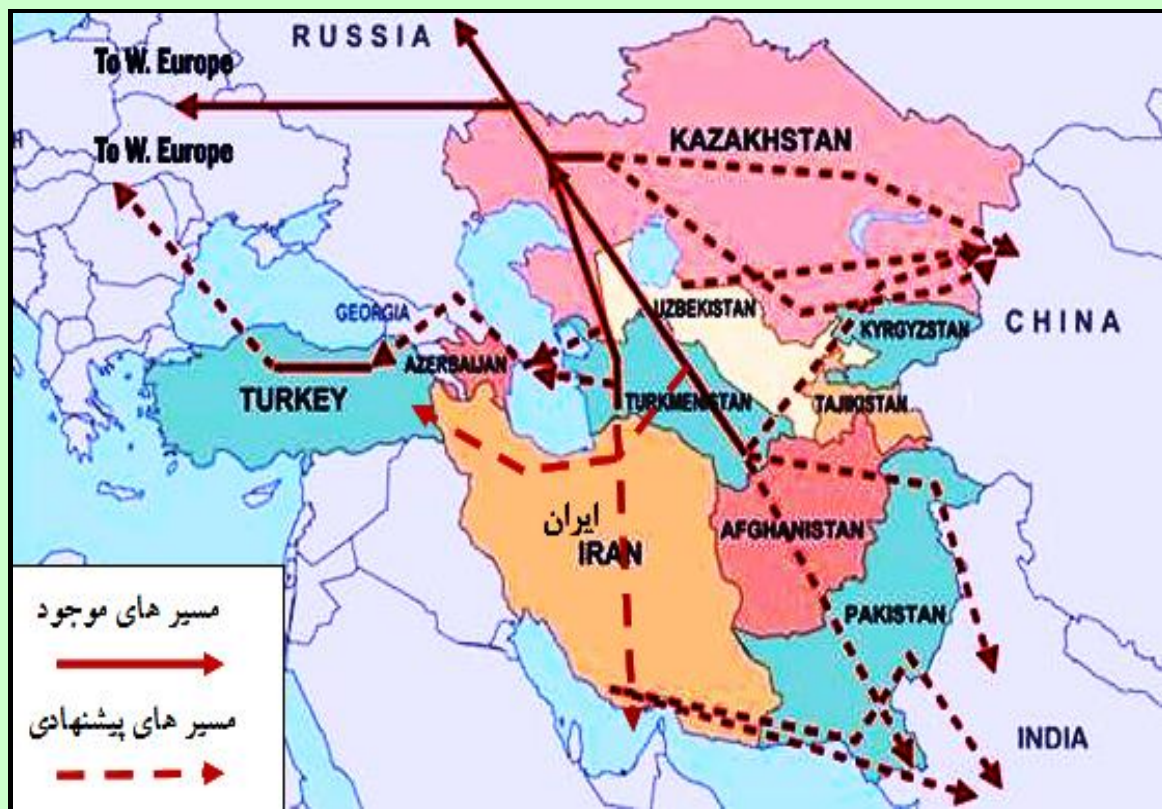 RUSSIA
To W. Europe
KAZAKHSTAN
To W. Europe
GEORGIA
UZBEKISTAN
KYRGYZSTAN
CHINA
AZERBAIJAN
TURKEY
TURKMENISTAN
TAJIKISTAN
ایران
IRAN
AFGHANISTAN
PAKISTAN
INDIA
مسیر های موجود
مسیر های پیشنهادی